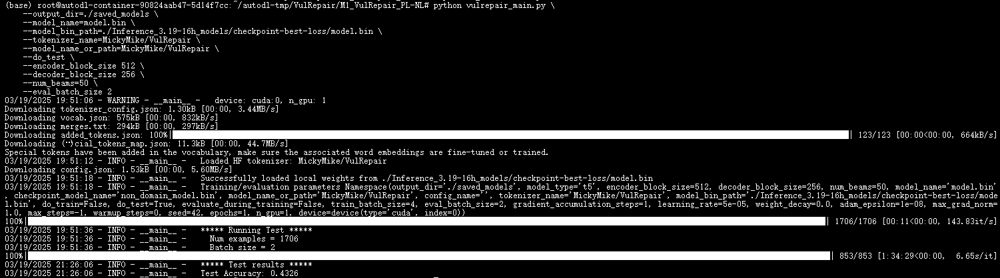 (base) root@autodl-container-90824aab47-5d14f7cc:~/autodl-tmp/VulRepair/M1_VulRepair_PL-NL# python vulrepair_main.py \
--output_dir=./saved_models \
--model_name=model.bin \
--model_bin_path=./Inference_3.19-16h_models/checkpoint-best-loss/model.bin \
--tokenizer_name=MickyMike/VulRepair \
--model_name_or_path=MickyMike/VulRepair \
--do_test \
--encoder_block_size 512 \
--decoder_block_size 256 \
--num_beams=50 \
--eval_batch_size 2
03/19/2025 19:51:06 - WARNING - __main__ -   device: cuda:0, n_gpu: 1
Downloading tokenizer_config.json: 1.30kB [00:00, 3.44MB/s]
Downloading vocab.json: 575kB [00:00, 832kB/s]
Downloading merges.txt: 294kB [00:00, 297kB/s]
Downloading added_tokens.json: 100%| | 123/123 [00:00<00:00, 664kB/s]
Downloading (…)cial_tokens_map.json: 11.3kB [00:00, 44.7MB/s]
Special tokens have been added in the vocabulary, make sure the associated word embeddings are fine-tuned or trained.
03/19/2025 19:51:12 - INFO - __main__ -   Loaded HF tokenizer: MickyMike/VulRepair
Downloading config.json: 1.53kB [00:00, 5.60MB/s]
03/19/2025 19:51:18 - INFO - __main__ -   Successfully loaded local weights from ./Inference_3.19-16h_models/checkpoint-best-loss/model.bin
03/19/2025 19:51:18 - INFO - __main__ -   Training/evaluation parameters Namespace(output_dir='./saved_models', model_type='t5', encoder_block_size=512, decoder_block_size=256, num_beams=50, model_name='model.bin'
, checkpoint_model_name='non_domain_model.bin', model_name_or_path='MickyMike/VulRepair', config_name='', tokenizer_name='MickyMike/VulRepair', model_bin_path='./Inference_3.19-16h_models/checkpoint-best-loss/mode
l.bin', do_train=False, do_test=True, evaluate_during_training=False, train_batch_size=4, eval_batch_size=2, gradient_accumulation_steps=1, learning_rate=5e-05, weight_decay=0.0, adam_epsilon=1e-08, max_grad_norm=
1.0, max_steps=-1, warmup_steps=0, seed=42, epochs=1, n_gpu=1, device=device(type='cuda', index=0))
100%| | 1706/1706 [00:11<00:00, 143.83it/s]
03/19/2025 19:51:36 - INFO - __main__ -   ***** Running Test *****
03/19/2025 19:51:36 - INFO - __main__ -     Num examples = 1706
03/19/2025 19:51:36 - INFO - __main__ -     Batch size = 2
100%| | 853/853 [1:34:29<00:00,  6.65s/it]
03/19/2025 21:26:06 - INFO - __main__ -   ***** Test results *****
03/19/2025 21:26:06 - INFO - __main__ -   Test Accuracy: 0.4326